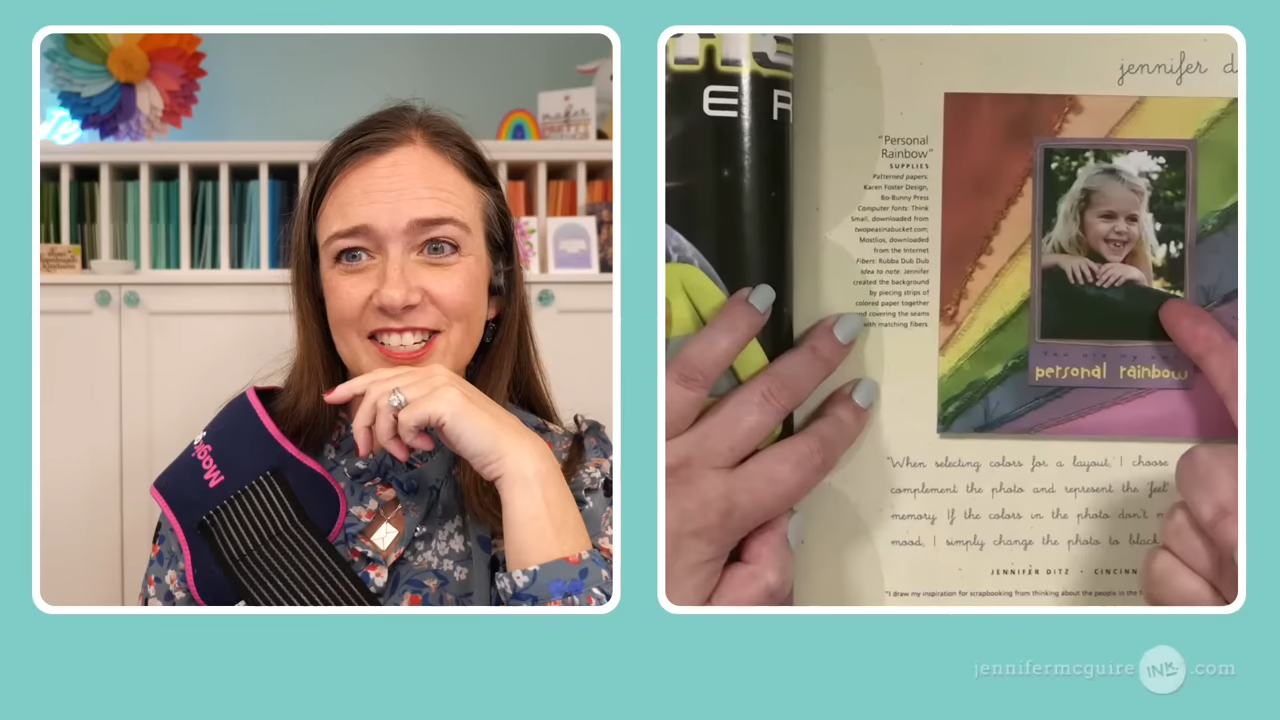 Magic
E R
jennifer d
"Personal
Rainbow"
SUPPLIES
Patterned papers:
Karen Foster Design,
Bo-Bunny Press
Computer fonts: Think
Small, downloaded from
twopeasinabucket.com;
Mostlios, downloaded
from the Internet
Fibers: Rubba Dub Dub
Idea to note: Jennifer
created the background
by piecing strips of
colored paper together
and covering the seams
with matching fibers.
You are my own
personal rainbow
"When selecting colors for a layout," I choose
complement the photo and represent the 'feel'
memory. If the colors in the photo don't m
mood, I simply change the photo to black
JENNIFER DITZ • CINCINN
"I draw my inspiration for scrapbooking from thinking about the people in the
jennifermcguire INK .com